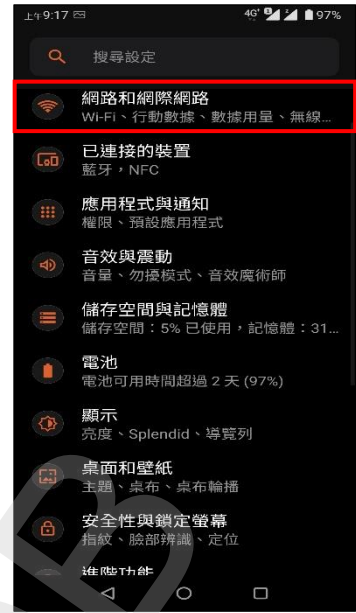 上午9:17 4G+ 97%
搜尋設定
網路和網際網路
Wi-Fi、行動數據、數據用量、無線...
已連接的裝置
藍牙，NFC
應用程式與通知
權限、預設應用程式
音效與震動
音量、勿擾模式、音效魔術師
儲存空間與記憶體
儲存空間：5% 已使用，記憶體：31...
電池
電池可用時間超過 2 天 (97%)
顯示
亮度、Splendid、導覽列
桌面和壁紙
主題、桌布、桌布輪播
安全性與鎖定螢幕
指紋、臉部辨識、定位
進階功能